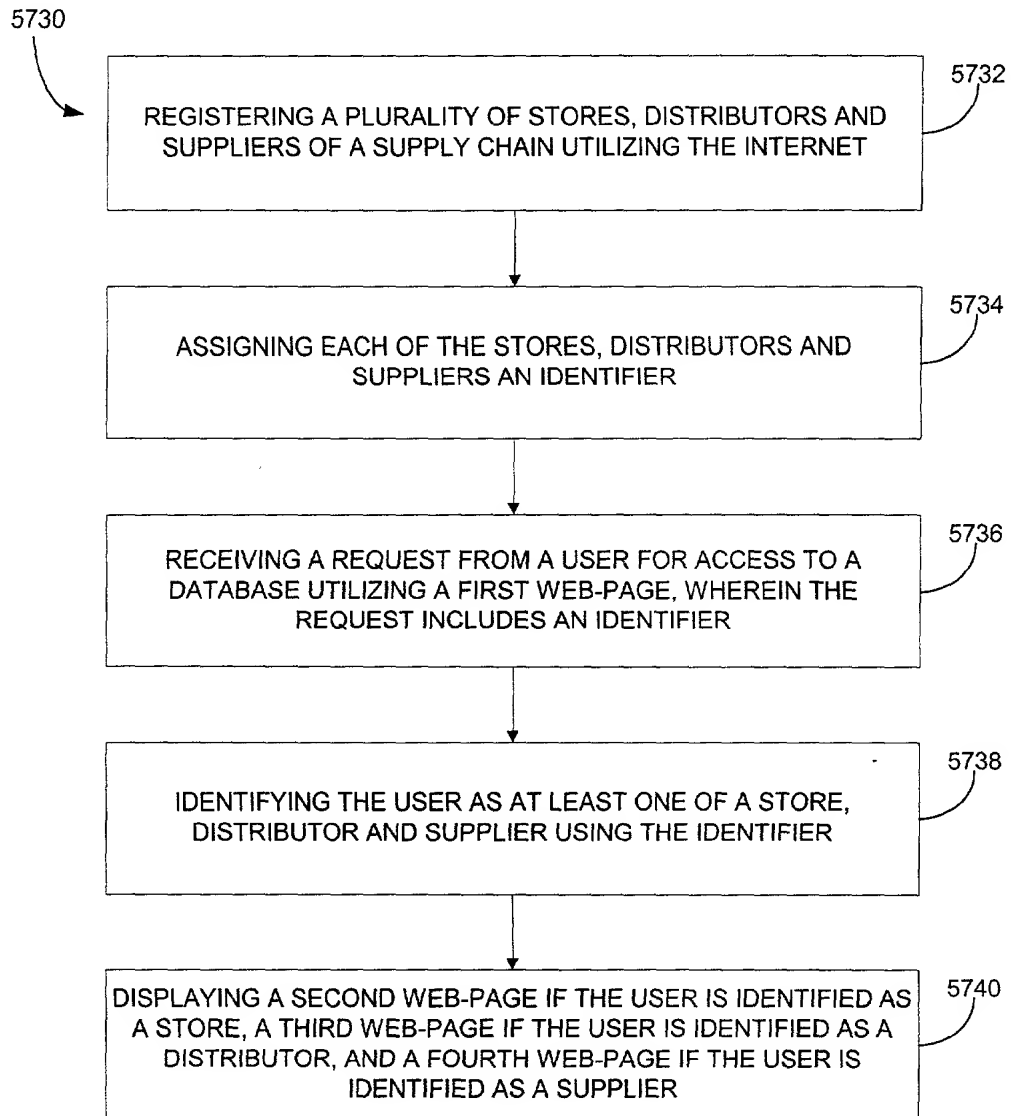 5730
5732
REGISTERING A PLURALITY OF STORES, DISTRIBUTORS AND
SUPPLIERS OF A SUPPLY CHAIN UTILIZING THE INTERNET
5734
ASSIGNING EACH OF THE STORES, DISTRIBUTORS AND
SUPPLIERS AN IDENTIFIER
5736
RECEIVING A REQUEST FROM A USER FOR ACCESS TO A
DATABASE UTILIZING A FIRST WEB-PAGE, WHEREIN THE
REQUEST INCLUDES AN IDENTIFIER
5738
IDENTIFYING THE USER AS AT LEAST ONE OF A STORE,
DISTRIBUTOR AND SUPPLIER USING THE IDENTIFIER
5740
DISPLAYING A SECOND WEB-PAGE IF THE USER IS IDENTIFIED AS
A STORE, A THIRD WEB-PAGE IF THE USER IS IDENTIFIED AS A
DISTRIBUTOR, AND A FOURTH WEB-PAGE IF THE USER IS
IDENTIFIED AS A SUPPLIER